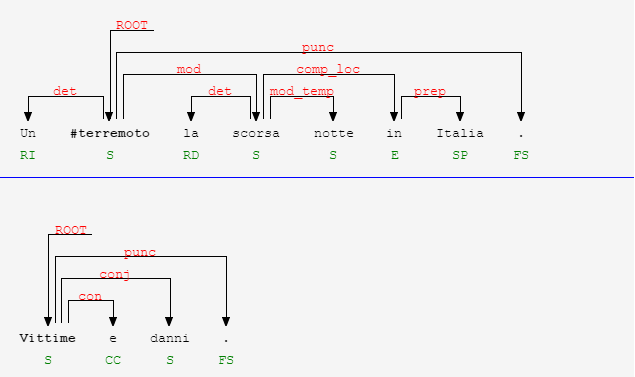 ROOT
punc
mod comp_loc
det det mod_temp prep
Un #terremoto la scorsa notte in Italia .
RI S RD S S E SP FS
ROOT
punc
conj
con
Vittime e danni .
S CC S FS